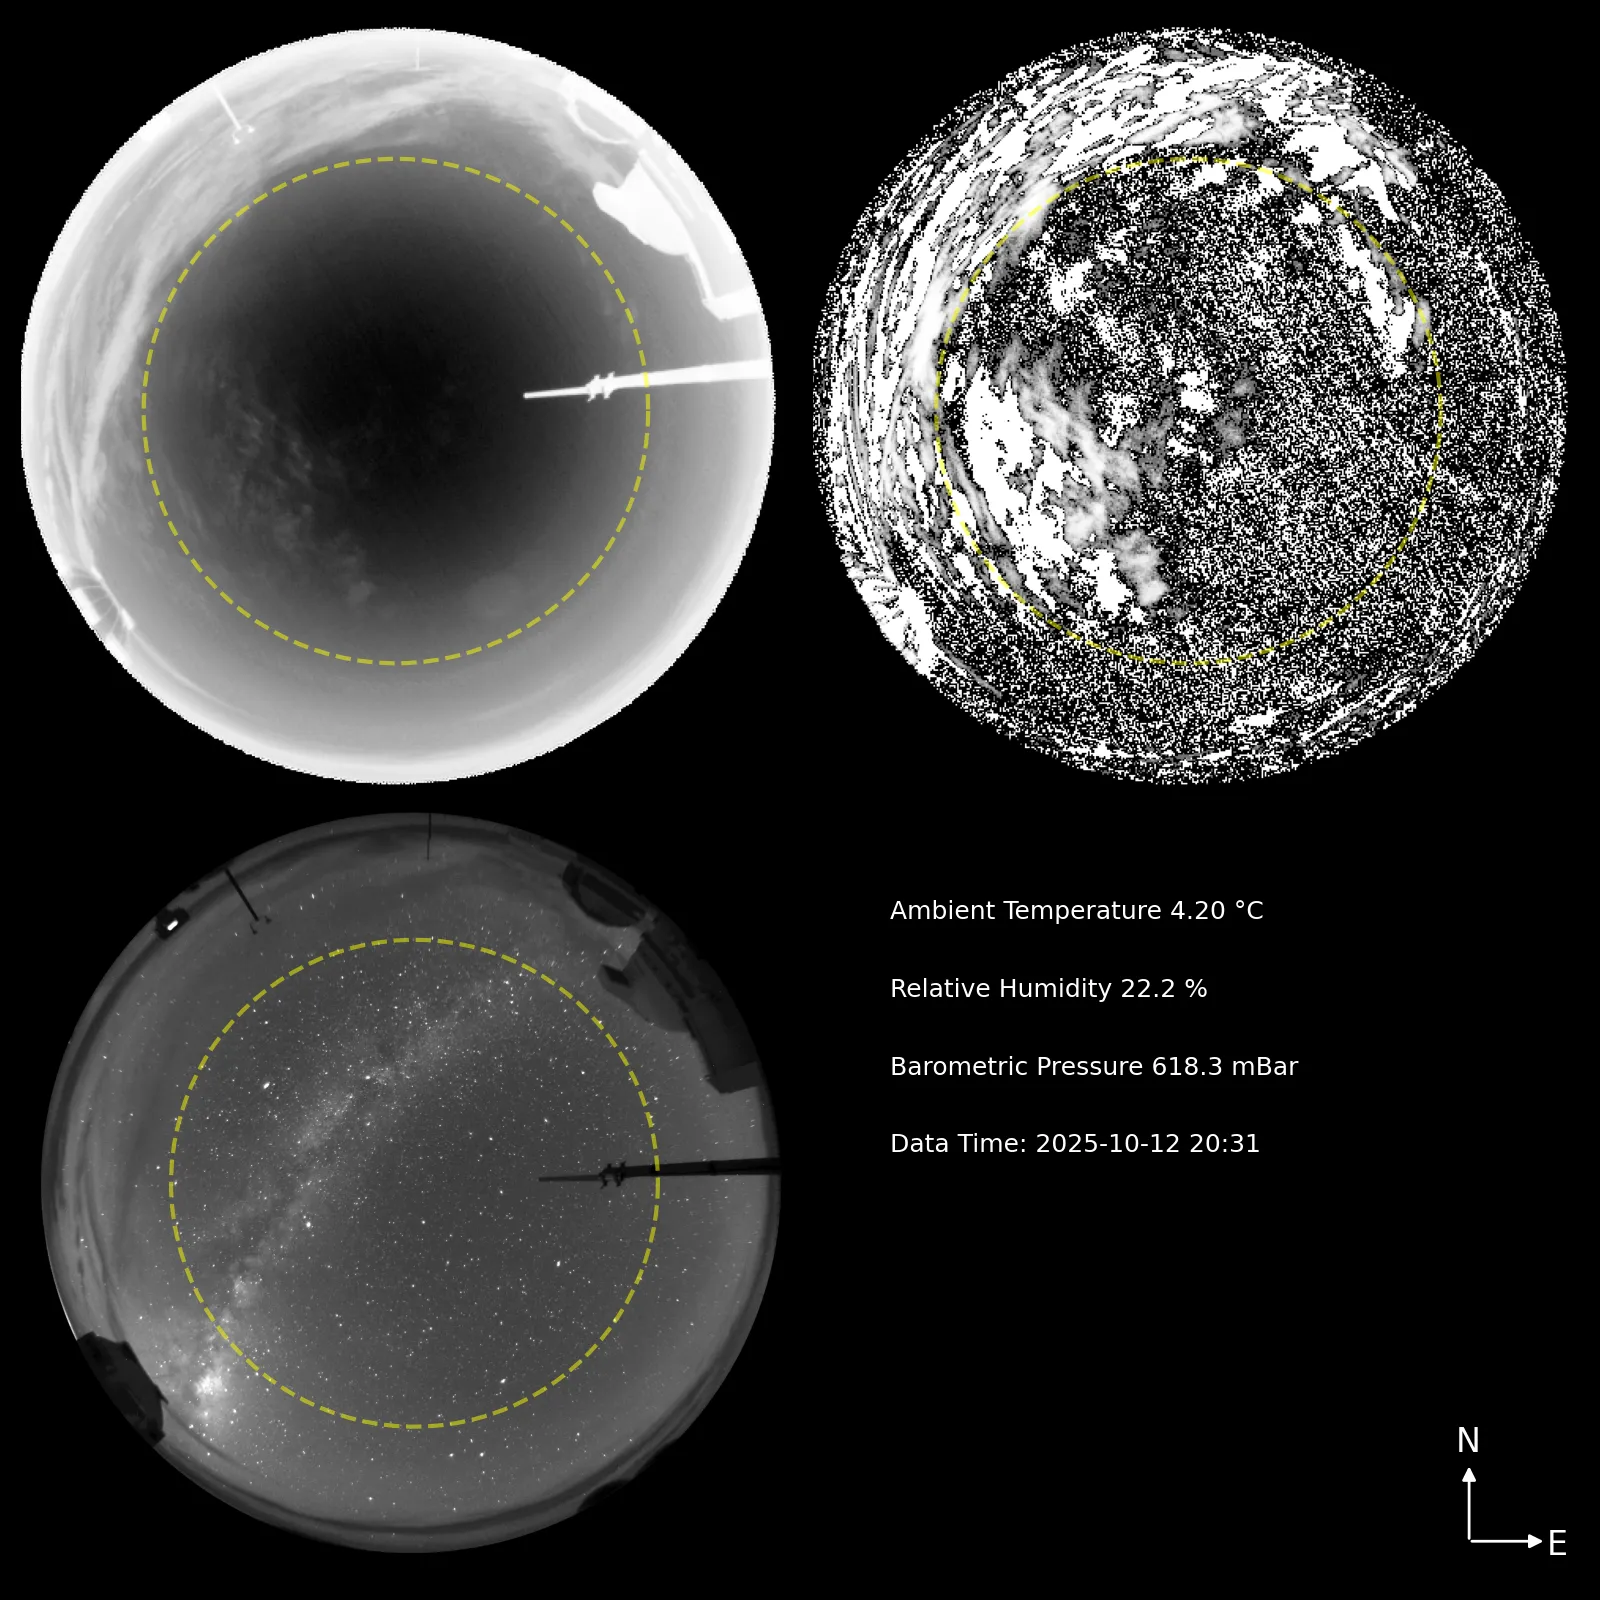 Ambient Temperature 4.20 °C
Relative Humidity 22.2 %
Barometric Pressure 618.3 mBar
Data Time: 2025-10-12 20:31
N
E